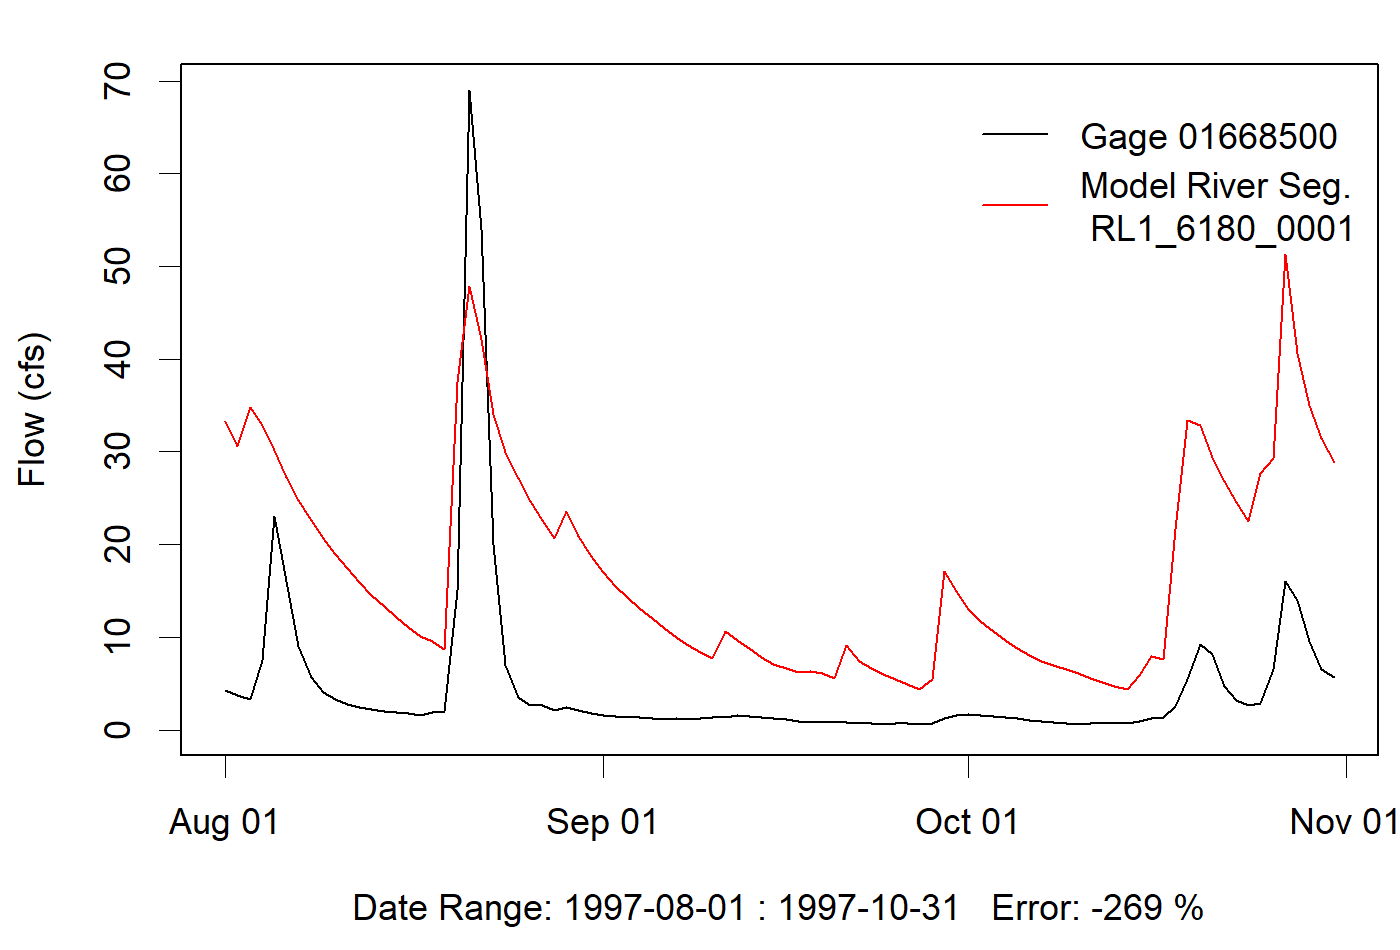 Flow (cfs)
70
60
50
40
30
20
10
0
Gage 01668500
Model River Seg.
RL1_6180_0001
Aug 01
Sep 01
Oct 01
Nov 01
Date Range: 1997-08-01 : 1997-10-31 Error: -269 %